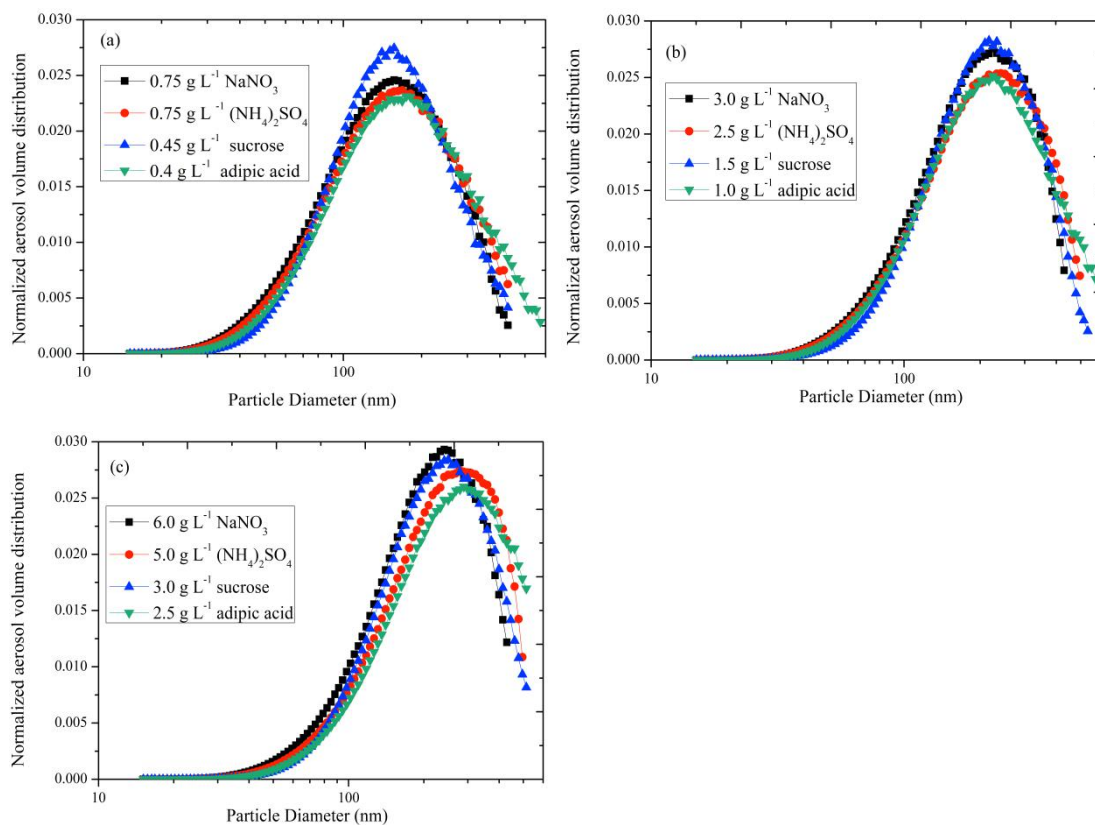 (a)
0.75 g L⁻¹ NaNO₃
0.75 g L⁻¹ (NH₄)₂SO₄
0.45 g L⁻¹ sucrose
0.4 g L⁻¹ adipic acid
Normalized aerosol volume distribution
0.030
0.025
0.020
0.015
0.010
0.005
0.000
10
100
Particle Diameter (nm)
(b)
3.0 g L⁻¹ NaNO₃
2.5 g L⁻¹ (NH₄)₂SO₄
1.5 g L⁻¹ sucrose
1.0 g L⁻¹ adipic acid
Normalized aerosol volume distribution
0.030
0.025
0.020
0.015
0.010
0.005
0.000
10
100
Particle Diameter (nm)
(c)
6.0 g L⁻¹ NaNO₃
5.0 g L⁻¹ (NH₄)₂SO₄
3.0 g L⁻¹ sucrose
2.5 g L⁻¹ adipic acid
Normalized aerosol volume distribution
0.030
0.025
0.020
0.015
0.010
0.005
0.000
10
100
Particle Diameter (nm)